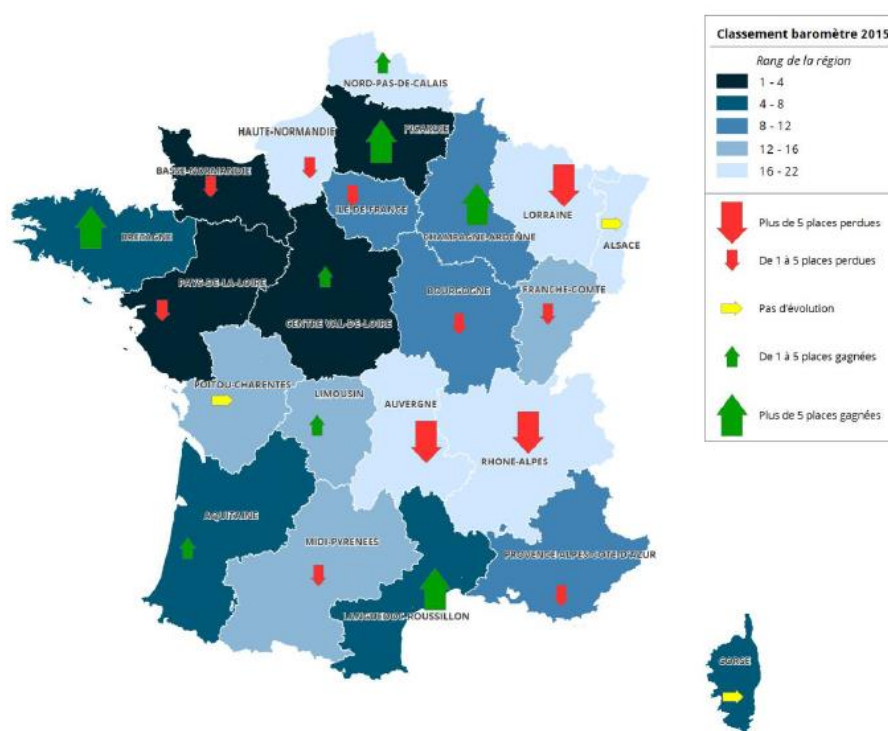 NORD-PAS-DE-CALAIS
HAUTE-NORMANDIE
PICARDIE
BASSE-NORMANDIE
ILE-DE-FRANCE
LORRAINE
BRETAGNE
CHAMPAGNE-ARDENNE
ALSACE
PAYS-DE-LA-LOIRE
BOURGOGNE
FRANCHE-COMTE
CENTRE VAL-DE-LOIRE
POITOU-CHARENTES
LIMOUSIN
AUVERGNE
RHONE-ALPES
AQUITAINE
MIDI-PYRENEES
PROVENCE-ALPES-COTE-D'AZUR
LANGUEDOC-ROUSSILLON
CORSE
Classement baromètre 2015
Rang de la région
1 - 4
4 - 8
8 - 12
12 - 16
16 - 22
Plus de 5 places perdues
De 1 à 5 places perdues
Pas d'évolution
De 1 à 5 places gagnées
Plus de 5 places gagnées